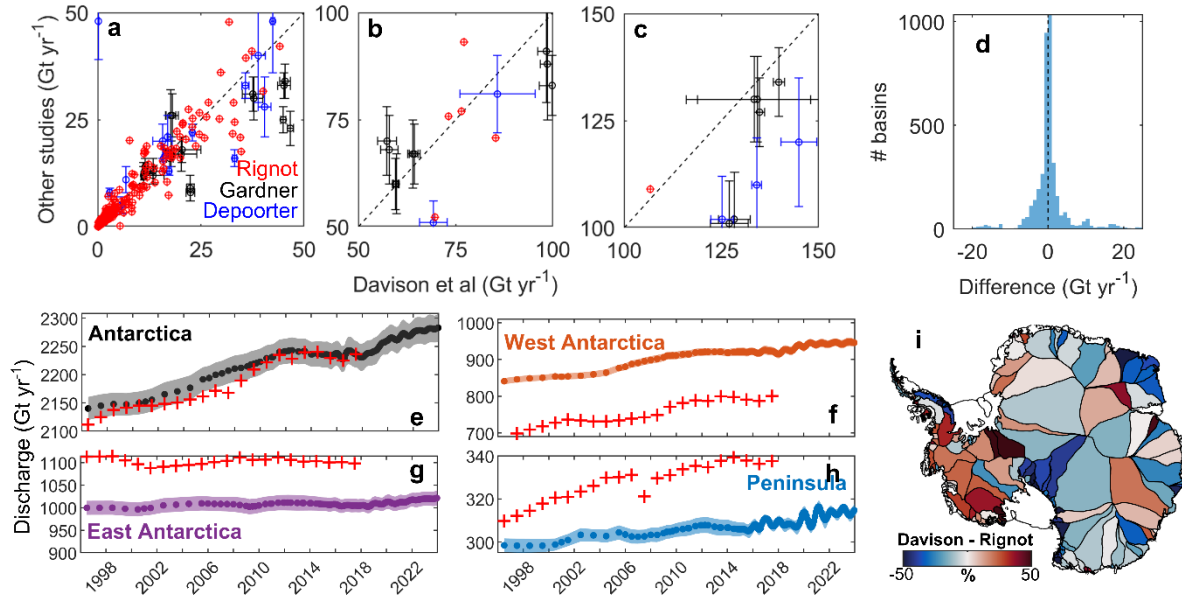 a
b
c
d
50
25
0
0
25
50
Other studies (Gt yr⁻¹)
Rignot
Gardner
Depoorter
100
75
50
50
75
100
150
125
100
100
125
150
Davison et al (Gt yr⁻¹)
1000
500
0
# basins
-20
0
20
Difference (Gt yr⁻¹)
2300
2250
2200
2150
2100
Antarctica
e
900
800
700
West Antarctica
f
1100
1050
1000
950
900
East Antarctica
g
340
320
300
Peninsula
h
Discharge (Gt yr⁻¹)
1998
2002
2006
2010
2014
2018
2022
1998
2002
2006
2010
2014
2018
2022
i
Davison - Rignot
-50
%
50